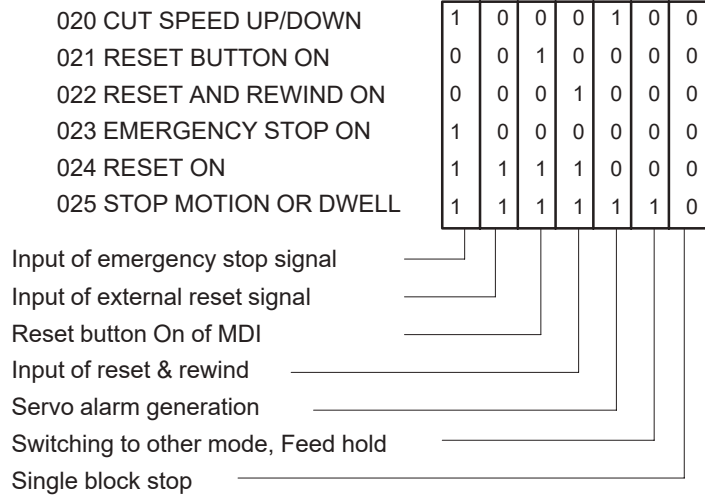 020 CUT SPEED UP/DOWN 1 0 0 0 1 0 0
021 RESET BUTTON ON 0 0 1 0 0 0 0
022 RESET AND REWIND ON 0 0 0 1 0 0 0
023 EMERGENCY STOP ON 1 0 0 0 0 0 0
024 RESET ON 1 1 1 1 0 0 0
025 STOP MOTION OR DWELL 1 1 1 1 1 1 0
Input of emergency stop signal
Input of external reset signal
Reset button On of MDI
Input of reset & rewind
Servo alarm generation
Switching to other mode, Feed hold
Single block stop